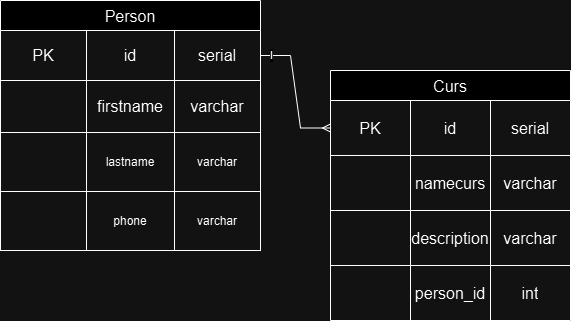 Person
PK id serial
firstname varchar
lastname varchar
phone varchar
Curs
PK id serial
namecurs varchar
description varchar
person_id int